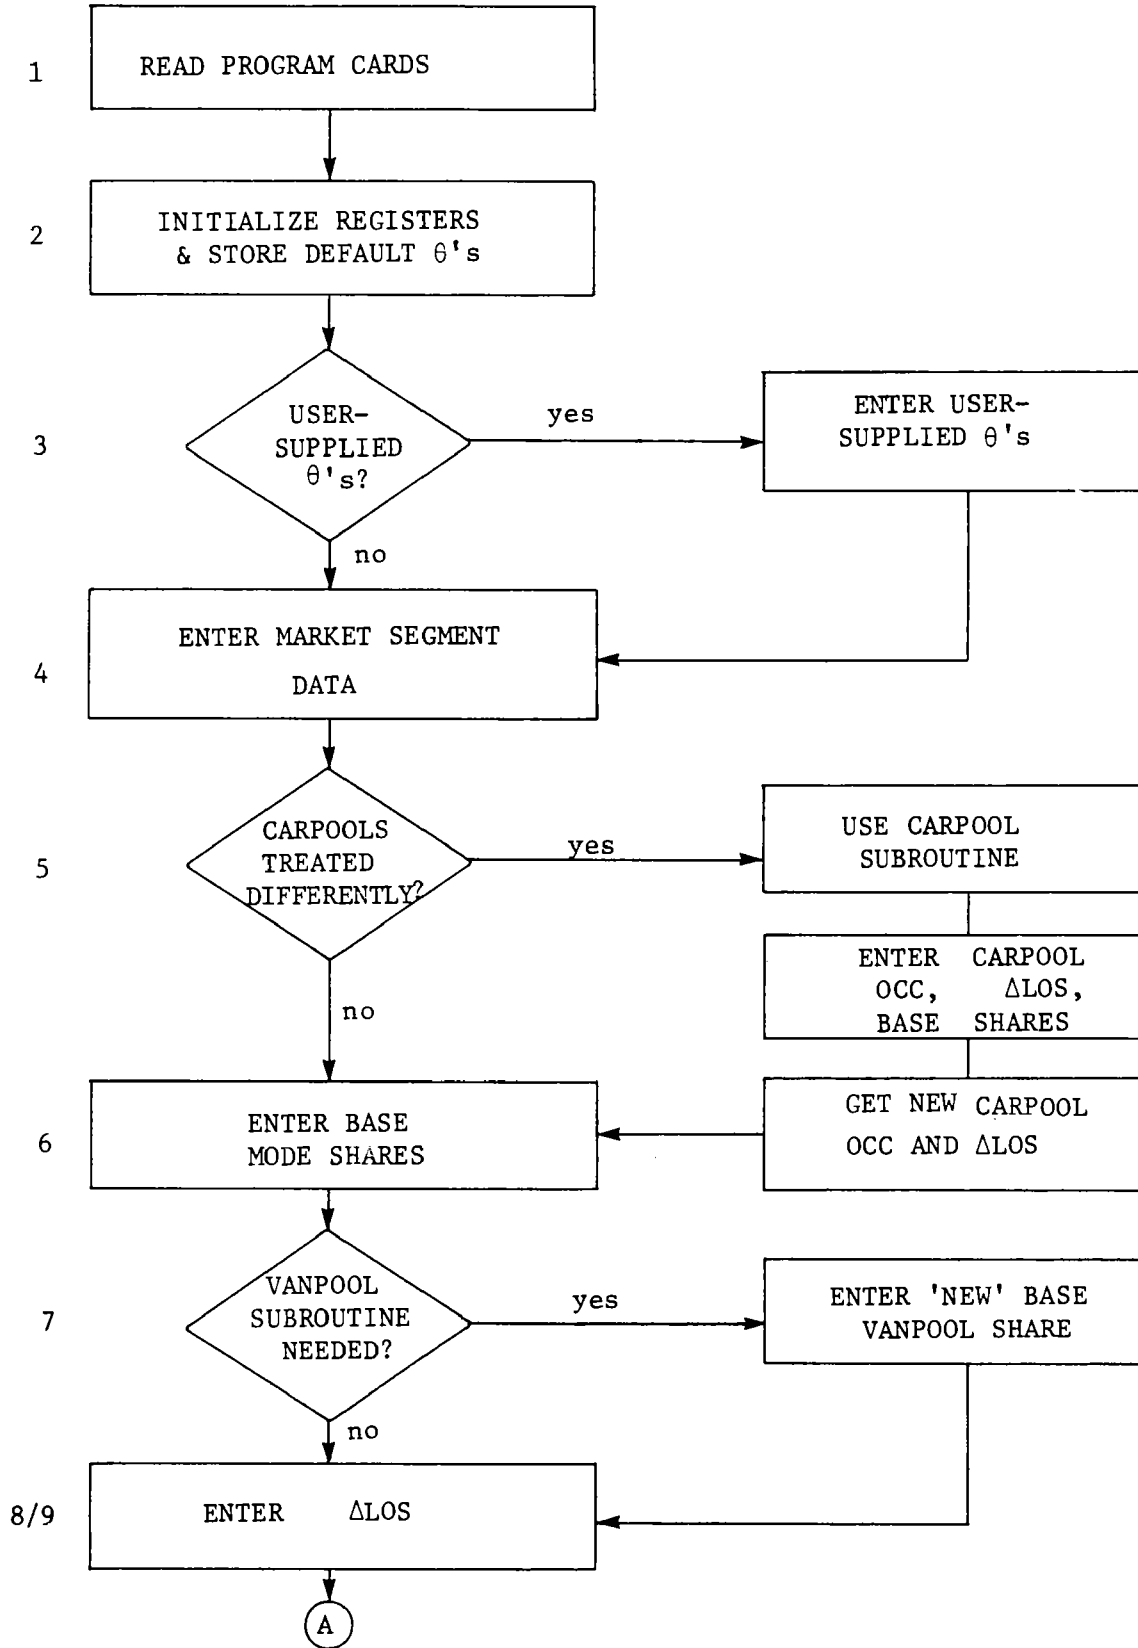 1
READ PROGRAM CARDS
2
INITIALIZE REGISTERS
& STORE DEFAULT θ's
3
USER-
SUPPLIED
θ's?
yes
ENTER USER-
SUPPLIED θ's
no
4
ENTER MARKET SEGMENT
DATA
5
CARPOOLS
TREATED
DIFFERENTLY?
yes
USE CARPOOL
SUBROUTINE
ENTER CARPOOL
OCC, ΔLOS,
BASE SHARES
no
GET NEW CARPOOL
OCC AND ΔLOS
6
ENTER BASE
MODE SHARES
7
VANPOOL
SUBROUTINE
NEEDED?
yes
ENTER 'NEW' BASE
VANPOOL SHARE
no
8/9
ENTER ΔLOS
A